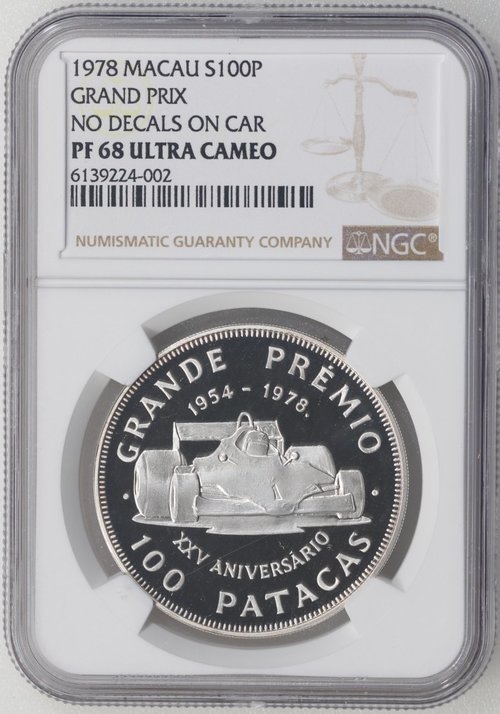 1978 MACAU S100P
GRAND PRIX
NO DECALS ON CAR
PF 68 ULTRA CAMEO
6139224-002
NUMISMATIC GUARANTY COMPANY
NGC®
GRANDE PRÉMIO
1954 - 1978.
XXV ANIVERSÁRIO
100 PATACAS